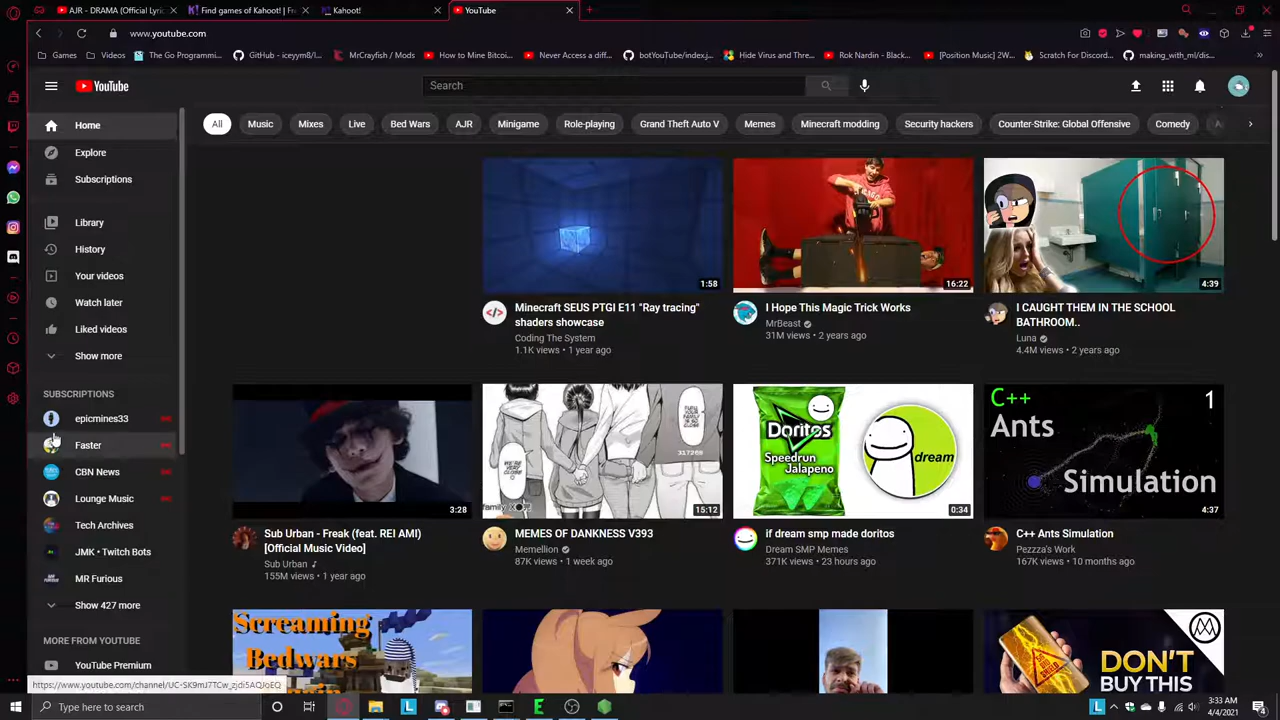 AJR - DRAMA (Official Lyric
Find games of Kahoot! | Fre
Kahoot!
YouTube
www.youtube.com
Games
Videos
The Go Programmi...
GitHub - iceyym8/l...
MrCrayfish / Mods
How to Mine Bitcoi...
Never Access a diff...
botYouTube/index.j...
Hide Virus and Thre...
Rok Nardin - Black...
[Position Music] 2W...
Scratch For Discord...
making_with_ml/dis...
YouTube
Search
All
Music
Mixes
Live
Bed Wars
AJR
Minigame
Role-playing
Grand Theft Auto V
Memes
Minecraft modding
Security hackers
Counter-Strike: Global Offensive
Comedy
Home
Explore
Subscriptions
Library
History
Your videos
Watch later
Liked videos
Show more
SUBSCRIPTIONS
epicmines33
Faster
CBN News
Lounge Music
Tech Archives
JMK • Twitch Bots
MR Furious
Show 427 more
MORE FROM YOUTUBE
YouTube Premium
1:58
Minecraft SEUS PTGI E11 "Ray tracing"
shaders showcase
Coding The System
1.1K views • 1 year ago
16:22
I Hope This Magic Trick Works
MrBeast
31M views • 2 years ago
4:39
I CAUGHT THEM IN THE SCHOOL
BATHROOM..
Luna
4.4M views • 2 years ago
3:28
Sub Urban - Freak (feat. REI AMI)
[Official Music Video]
Sub Urban
155M views • 1 year ago
317268
15:12
MEMES OF DANKNESS V393
Memellion
87K views • 1 week ago
Doritos
Speedrun
Jalapeno
dream
0:34
if dream smp made doritos
Dream SMP Memes
371K views • 23 hours ago
C++
Ants
1
Simulation
4:37
C++ Ants Simulation
Pezzza's Work
167K views • 10 months ago
Screaming
Bedwars
DON'T
BUY THIS
https://www.youtube.com/channel/UC-SK9mJ7TCw_zjdi5AQJoEQ
Type here to search
3:33 AM
4/4/2021